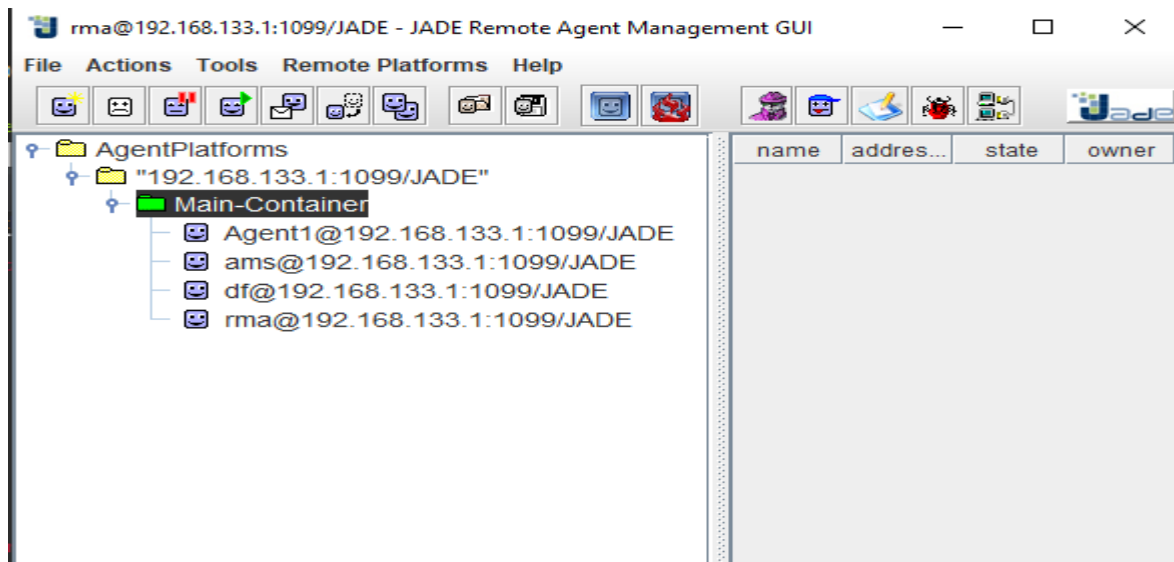 rma@192.168.133.1:1099/JADE - JADE Remote Agent Management GUI
File Actions Tools Remote Platforms Help
Jade
AgentPlatforms
name addres... state owner
"192.168.133.1:1099/JADE"
Main-Container
Agent1@192.168.133.1:1099/JADE
ams@192.168.133.1:1099/JADE
df@192.168.133.1:1099/JADE
rma@192.168.133.1:1099/JADE